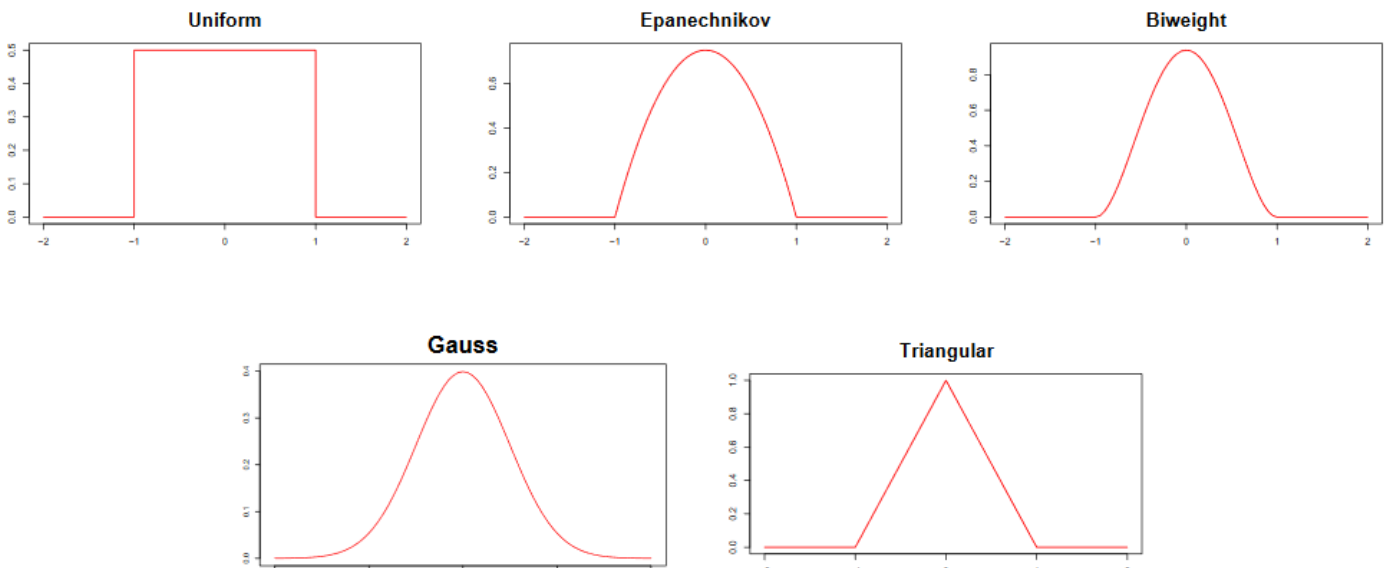 Uniform
0.0 0.1 0.2 0.3 0.4 0.5
−2 −1 0 1 2
Epanechnikov
0.0 0.2 0.4 0.6
−2 −1 0 1 2
Biweight
0.0 0.2 0.4 0.6 0.8
−2 −1 0 1 2
Gauss
0.0 0.1 0.2 0.3 0.4
Triangular
0.0 0.2 0.4 0.6 0.8 1.0